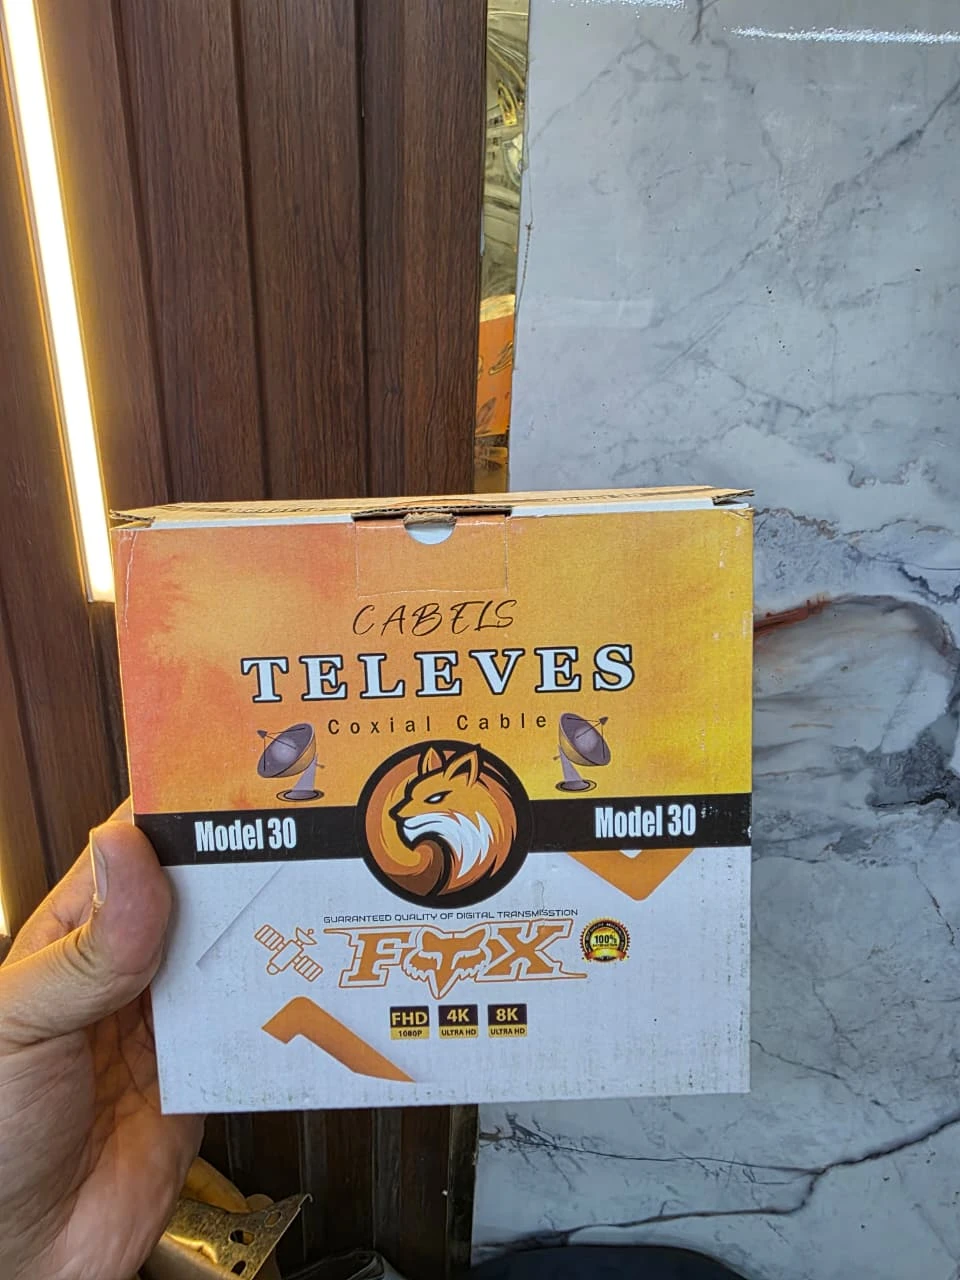 CABELS
TELEVES
Coxial Cable
Model 30
Model 30
GUARANTEED QUALITY OF DIGITAL TRANSMISSTION
FOX
100%
FHD 4K 8K
1080P ULTRA HD ULTRA HD